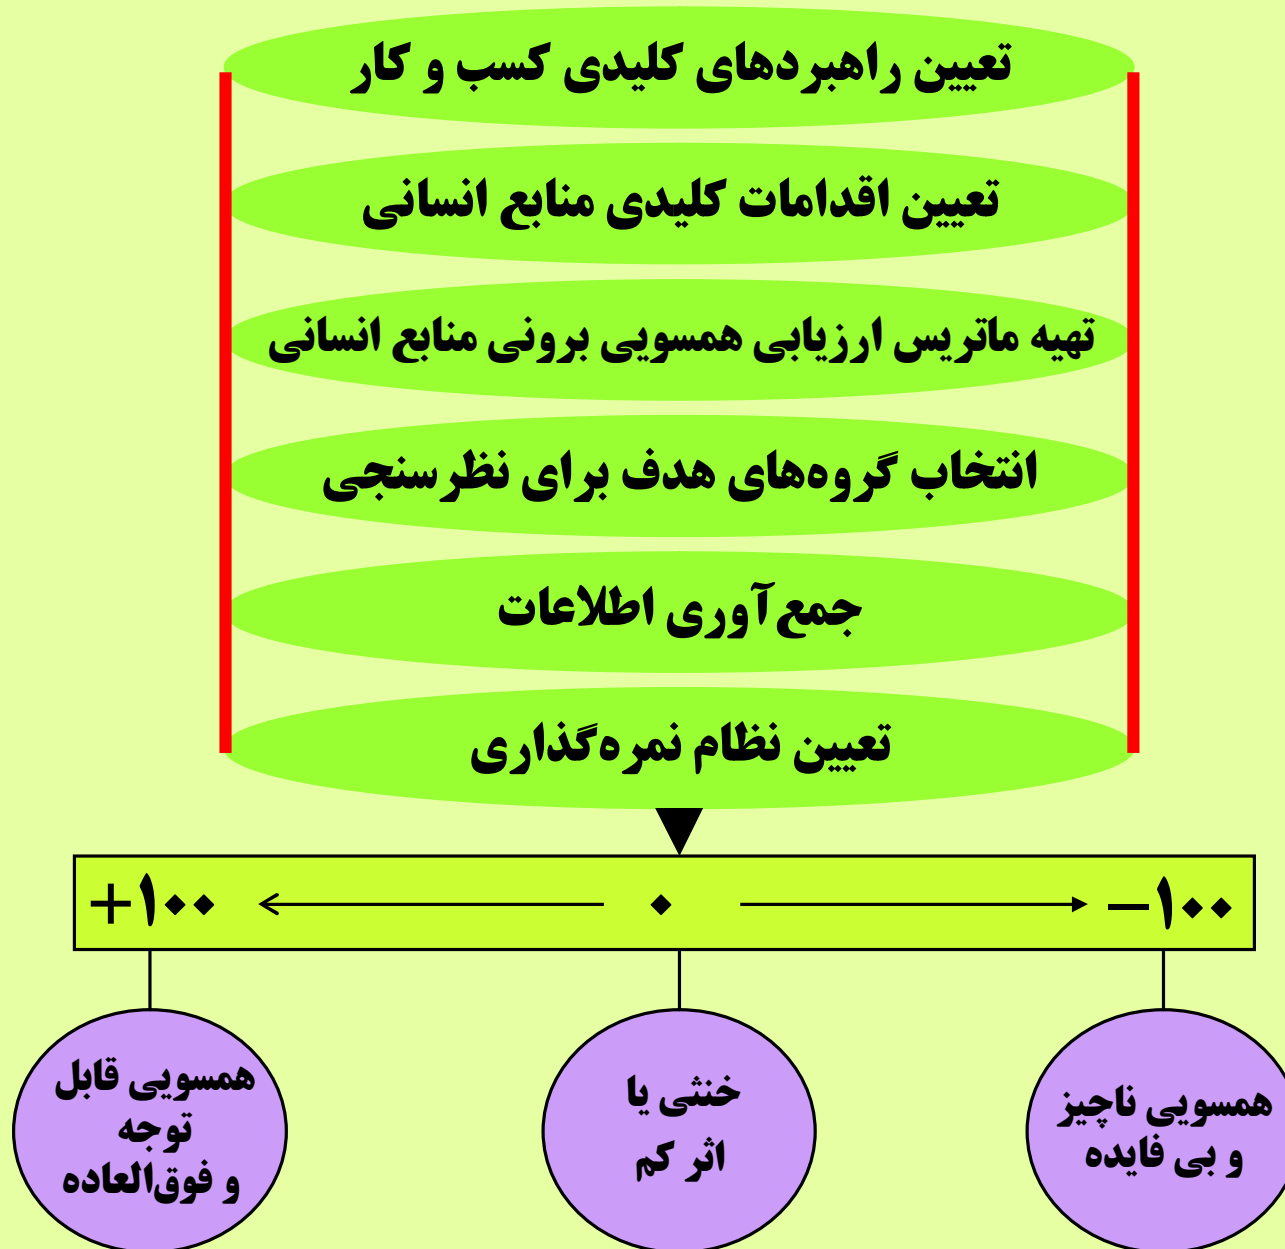 تعیین راهبردهای کلیدی کسب و کار
تعیین اقدامات کلیدی منابع انسانی
تهیه ماتریس ارزیابی همسویی برونی منابع انسانی
انتخاب گروه‌های هدف برای نظرسنجی
جمع‌آوری اطلاعات
تعیین نظام نمره‌گذاری
−۱۰۰
۰
+۱۰۰
همسویی ناچیز
و بی فایده
خنثی یا
اثر کم
همسویی قابل
توجه
و فوق‌العاده